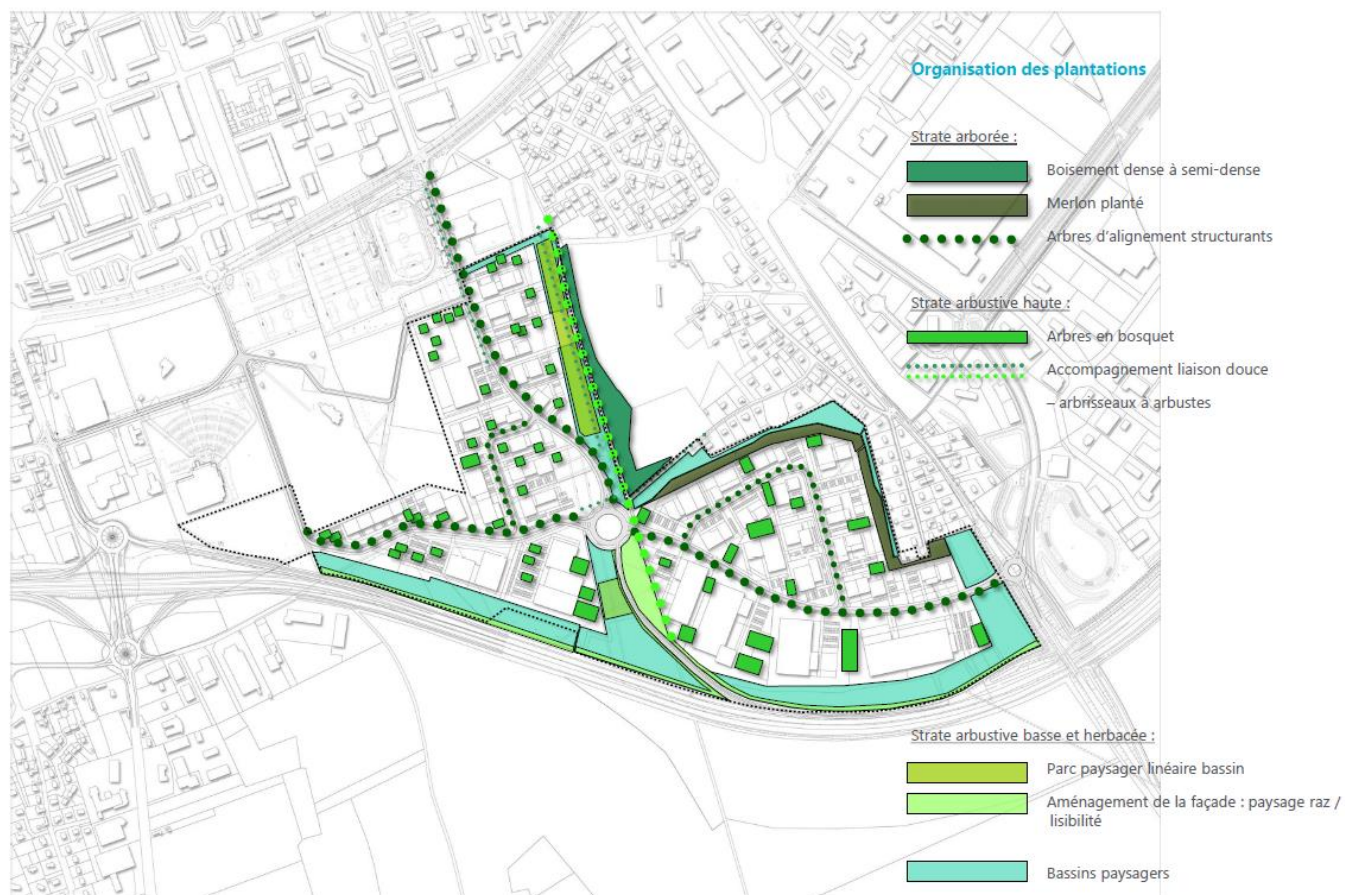 Organisation des plantations
Strate arborée :
Boisement dense à semi-dense
Merlon planté
Arbres d'alignement structurants
Strate arbustive haute :
Arbres en bosquet
Accompagnement liaison douce
– arbrisseaux à arbustes
Strate arbustive basse et herbacée :
Parc paysager linéaire bassin
Aménagement de la façade : paysage raz /
lisibilité
Bassins paysagers